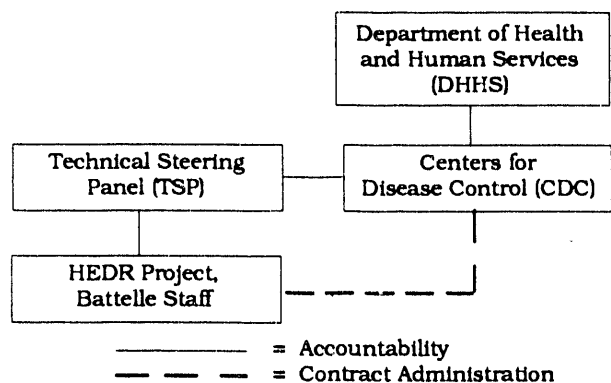 Department of Health
and Human Services
(DHHS)
Technical Steering
Panel (TSP)
Centers for
Disease Control (CDC)
HEDR Project,
Battelle Staff
= Accountability
= Contract Administration